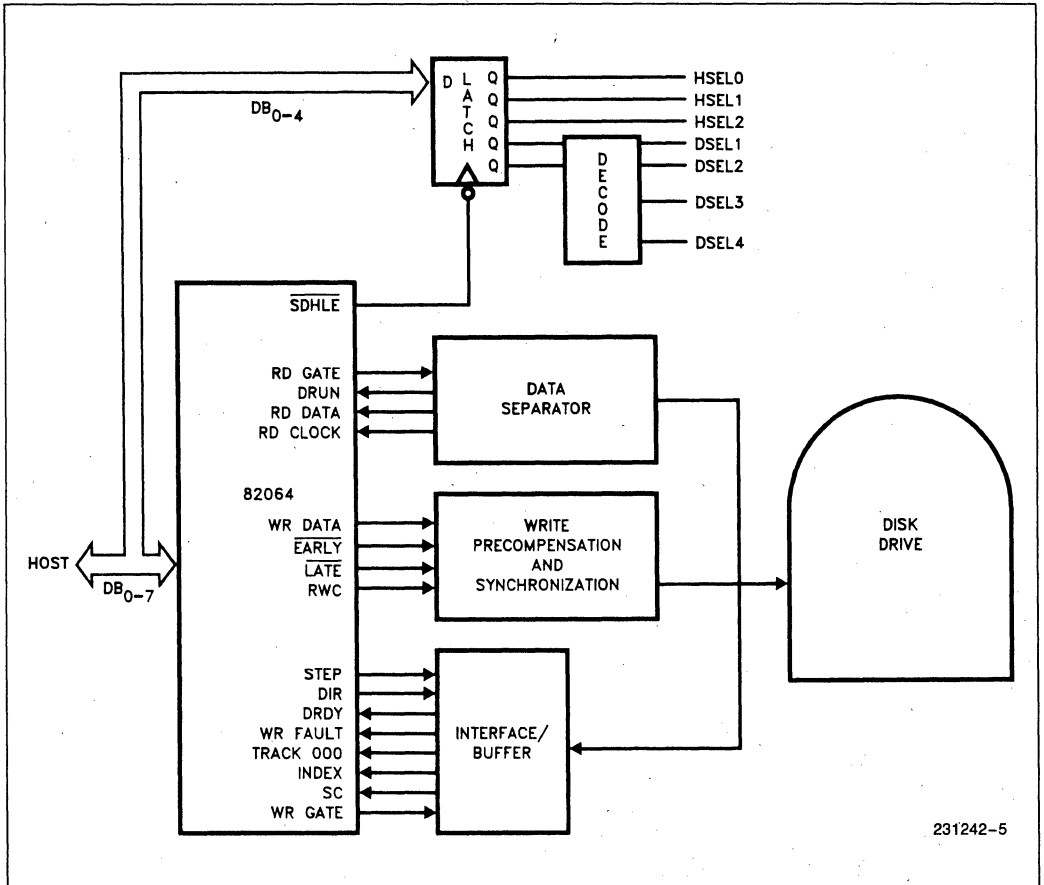 D LATCH Q
Q
Q
Q
Q
HSEL0
HSEL1
HSEL2
DSEL1
DSEL2
DSEL3
DSEL4
DECODE
DB0-4
SDHLE
RD GATE
DRUN
RD DATA
RD CLOCK
DATA
SEPARATOR
82064
WR DATA
EARLY
LATE
RWC
WRITE
PRECOMPENSATION
AND
SYNCHRONIZATION
DISK
DRIVE
HOST
DB0-7
STEP
DIR
DRDY
WR FAULT
TRACK 000
INDEX
SC
WR GATE
INTERFACE/
BUFFER
231242-5